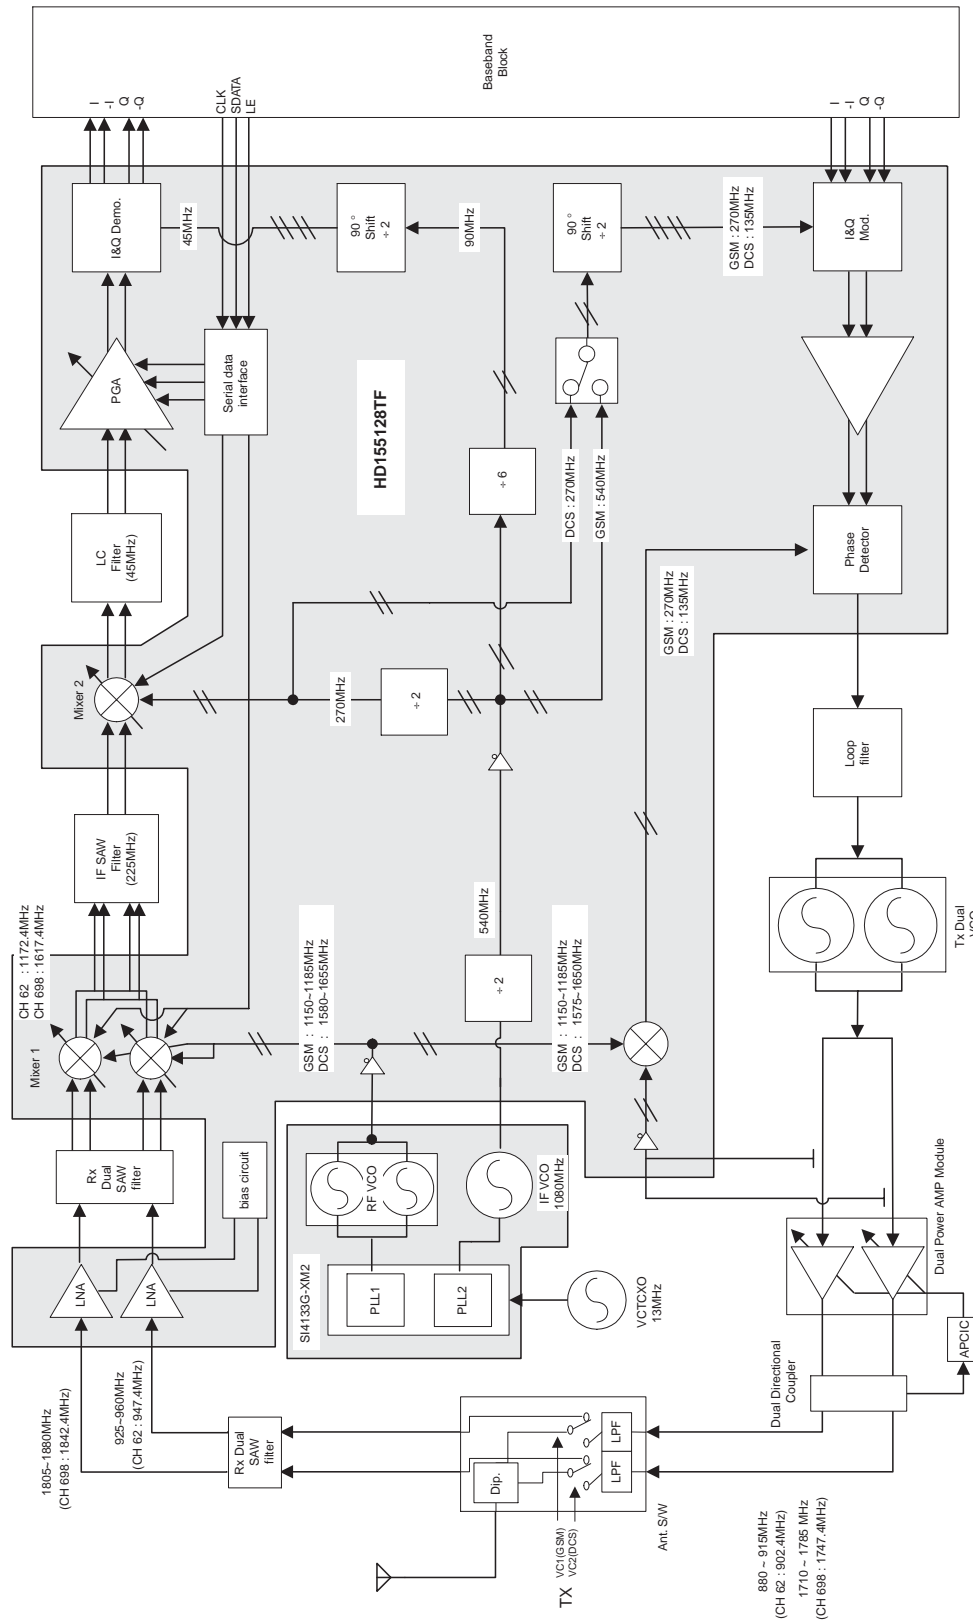 Baseband
Block
I
-I
Q
-Q
CLK
SDATA
LE
I
-I
Q
-Q
I&Q Demo.
45MHz
90°
Shift
÷ 2
90MHz
90°
Shift
÷ 2
GSM : 270MHz
DCS : 135MHz
I&Q
Mod.
PGA
Serial data
interface
HD155128TF
÷ 6
DCS : 270MHz
GSM : 540MHz
LC
Filter
(45MHz)
Phase
Detector
GSM : 270MHz
DCS : 135MHz
Mixer 2
270MHz
÷ 2
Loop
filter
IF SAW
Filter
(225MHz)
540MHz
÷ 2
Tx Dual
VCO
CH 62 : 1172.4MHz
CH 698 : 1617.4MHz
Mixer 1
GSM : 1150~1185MHz
DCS : 1580~1655MHz
GSM : 1150~1185MHz
DCS : 1575~1650MHz
Rx
Dual
SAW
filter
bias circuit
RF VCO
IF VCO
1080MHz
LNA
LNA
SI4133G-XM2
PLL1
PLL2
VCTCXO
13MHz
Dual Power AMP Module
1805~1880MHz
(CH 698 : 1842.4MHz)
925~960MHz
(CH 62 : 947.4MHz)
Rx Dual
SAW
filter
Dual Directional
Coupler
APCIC
Dip.
LPF
LPF
Ant. S/W
TX
VC1(GSM)
VC2(DCS)
880 ~ 915MHz
(CH 62 : 902.4MHz)
1710 ~ 1785 MHz
(CH 698 : 1747.4MHz)